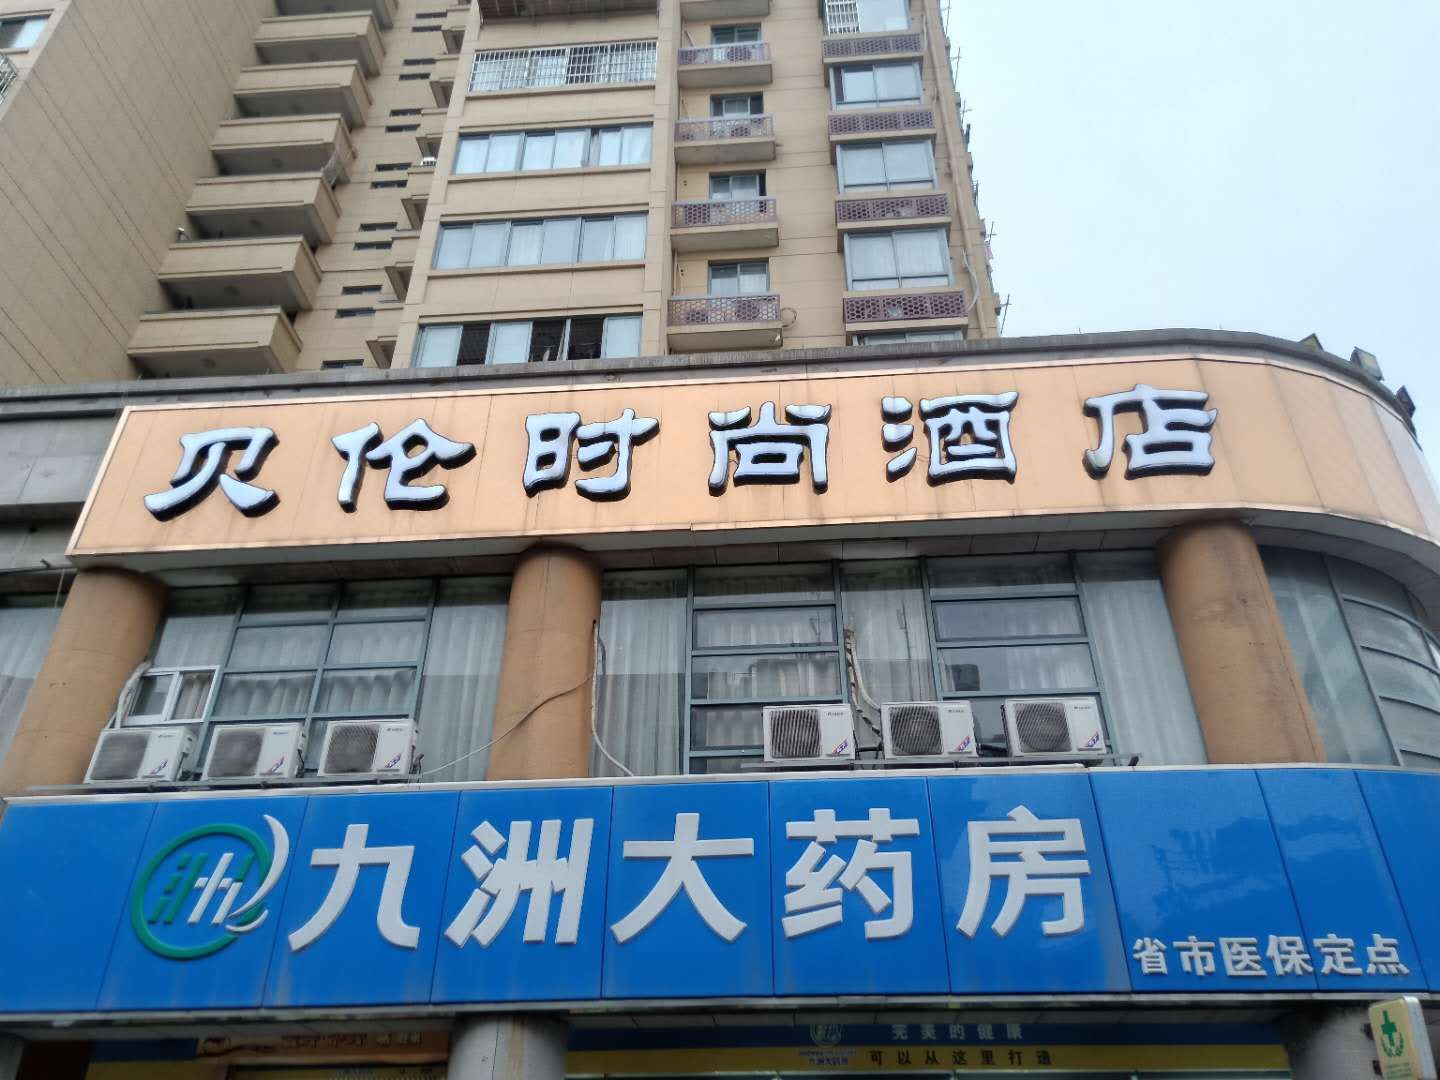 贝伦时尚酒店
九洲大药房
省市医保定点
完美的健康
可以从这里打造